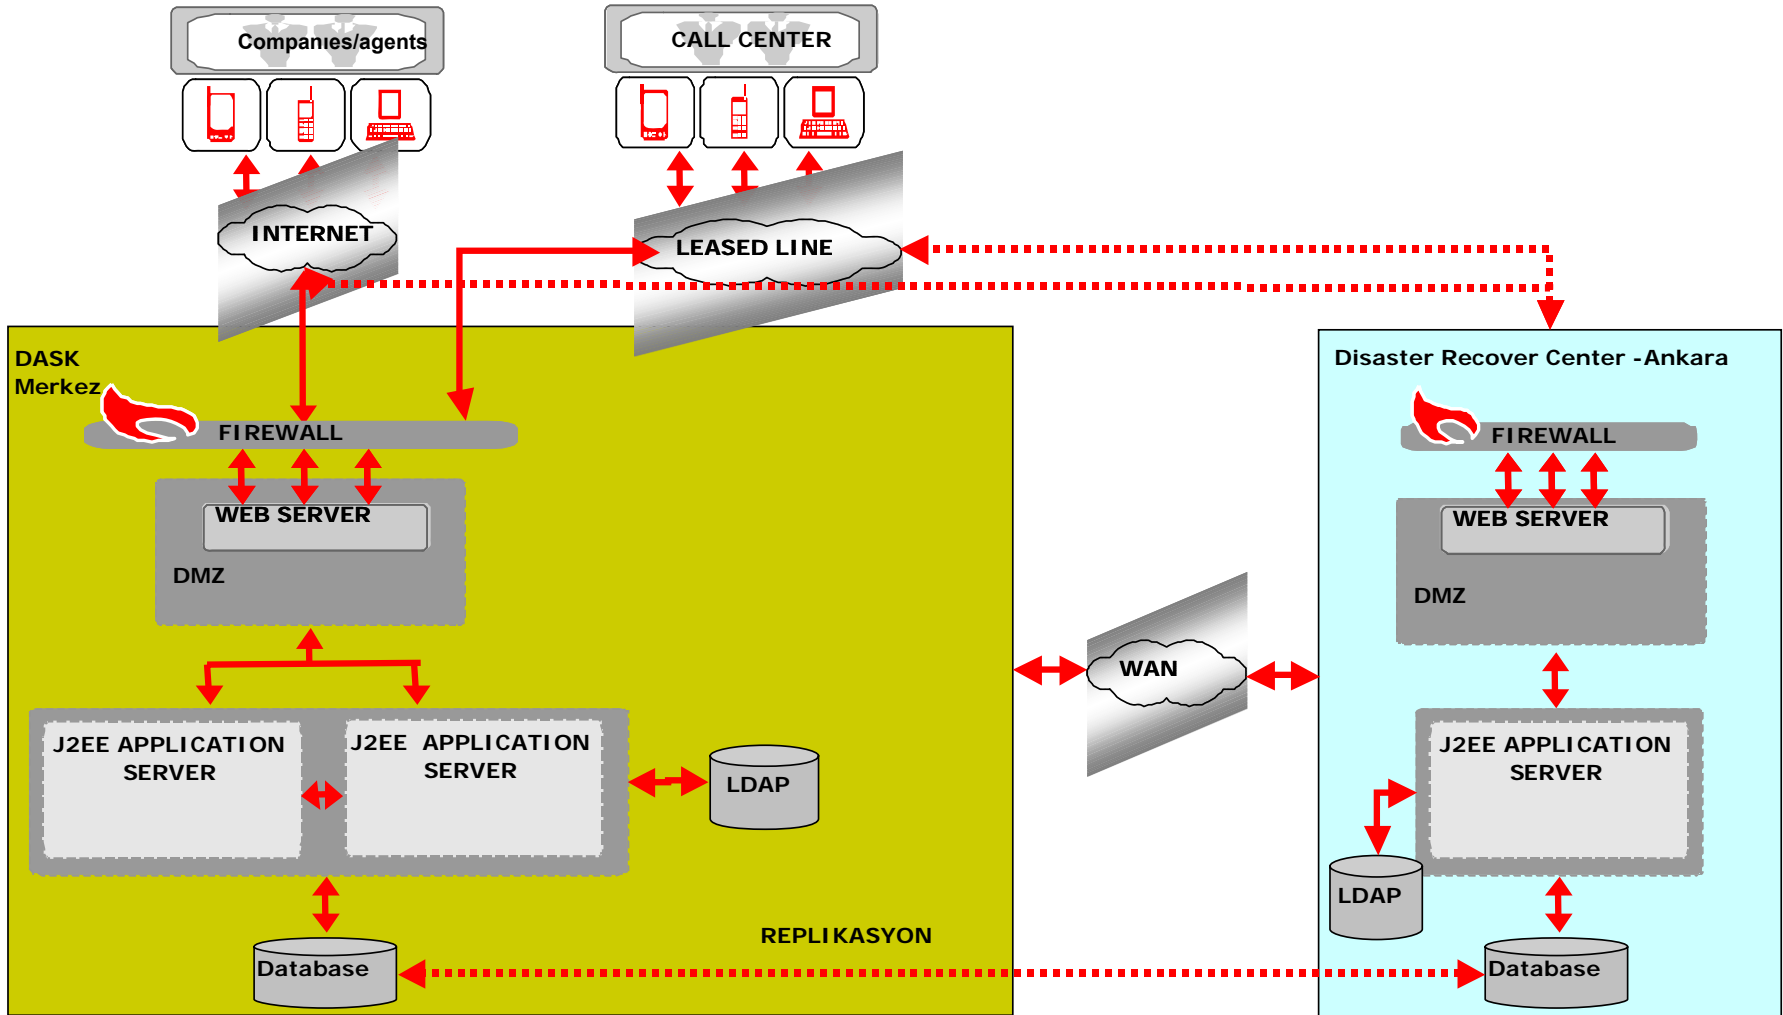 Companies/agents
CALL CENTER
INTERNET
LEASED LINE
DASK
Merkez
FIREWALL
WEB SERVER
DMZ
J2EE APPLICATION
SERVER
J2EE APPLICATION
SERVER
LDAP
Database
REPLIKASYON
WAN
Disaster Recover Center -Ankara
FIREWALL
WEB SERVER
DMZ
J2EE APPLICATION
SERVER
LDAP
Database